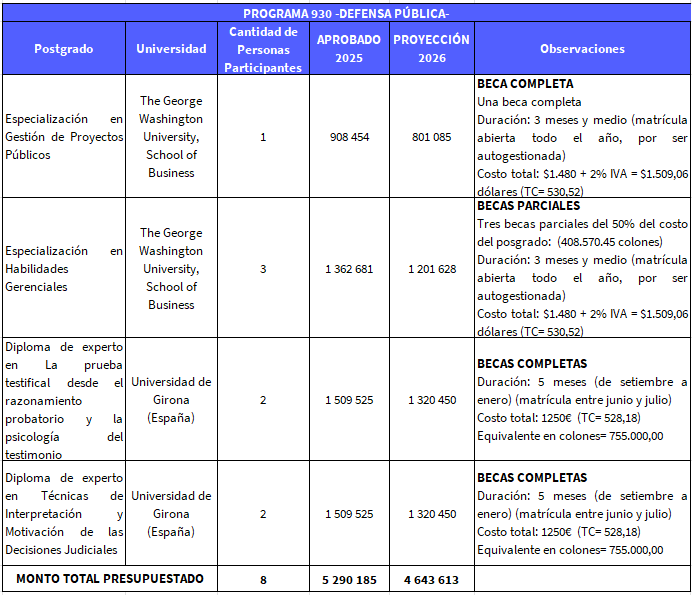 PROGRAMA 930 -DEFENSA PÚBLICA-
Postgrado
Universidad
Cantidad de
Personas
Participantes
APROBADO
2025
PROYECCIÓN
2026
Observaciones
Especialización en
Gestión de Proyectos
Públicos
The George
Washington
University,
School of
Business
1
908 454
801 085
BECA COMPLETA
Una beca completa
Duración: 3 meses y medio (matrícula
abierta todo el año, por ser
autogestionada)
Costo total: $1.480 + 2% IVA = $1.509,06
dólares (TC= 530,52)
Especialización en
Habilidades
Gerenciales
The George
Washington
University,
School of
Business
3
1 362 681
1 201 628
BECAS PARCIALES
Tres becas parciales del 50% del costo
del posgrado: (408.570.45 colones)
Duración: 3 meses y medio (matrícula
abierta todo el año, por ser
autogestionada)
Costo total: $1.480 + 2% IVA = $1.509,06
dólares (TC= 530,52)
Diploma de experto
en La prueba
testifical desde el
razonamiento
probatorio y la
psicología del
testimonio
Universidad de
Girona
(España)
2
1 509 525
1 320 450
BECAS COMPLETAS
Duración: 5 meses (de setiembre a
enero) (matrícula entre junio y julio)
Costo total: 1250€ (TC= 528,18)
Equivalente en colones= 755.000,00
Diploma de experto
en Técnicas de
Interpretación y
Motivación de las
Decisiones Judiciales
Universidad de
Girona
(España)
2
1 509 525
1 320 450
BECAS COMPLETAS
Duración: 5 meses (de setiembre a
enero) (matrícula entre junio y julio)
Costo total: 1250€ (TC= 528,18)
Equivalente en colones= 755.000,00
MONTO TOTAL PRESUPUESTADO
8
5 290 185
4 643 613